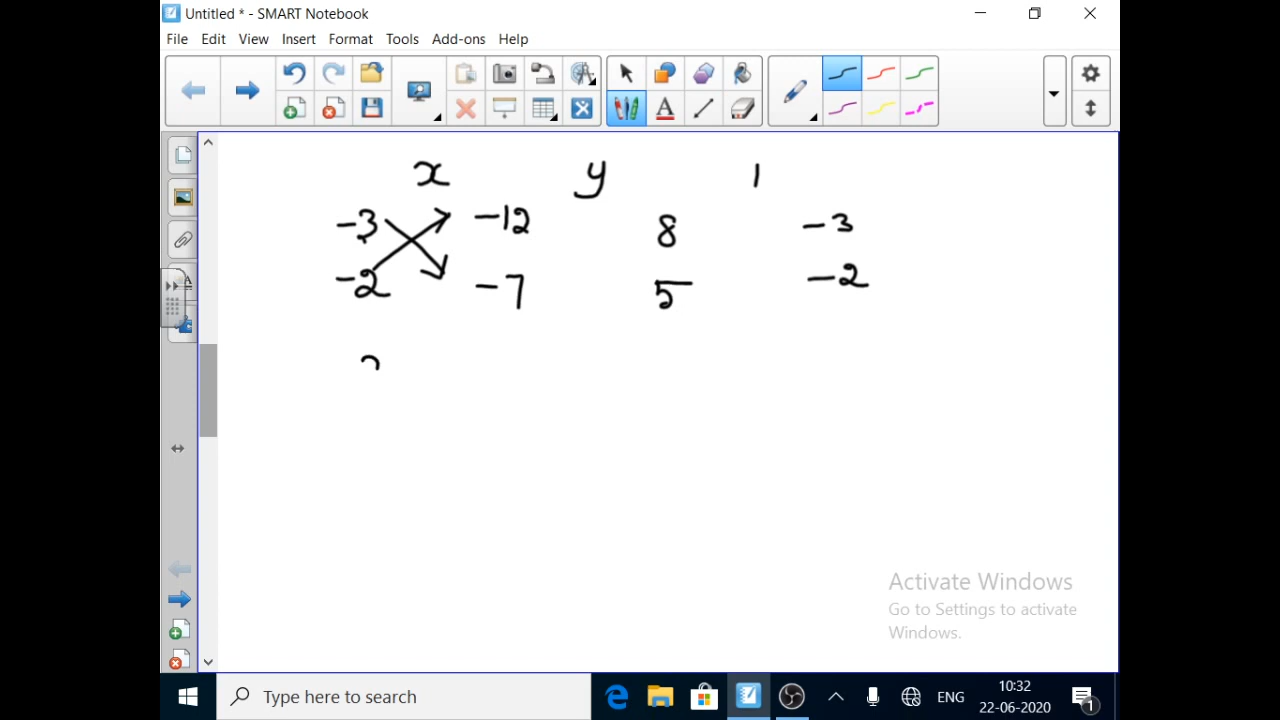 Untitled * - SMART Notebook
File Edit View Insert Format Tools Add-ons Help
x y 1
-3 -12 8 -3
-2 -7 5 -2
Activate Windows
Go to Settings to activate
Windows.
Type here to search
ENG
10:32
22-06-2020
1